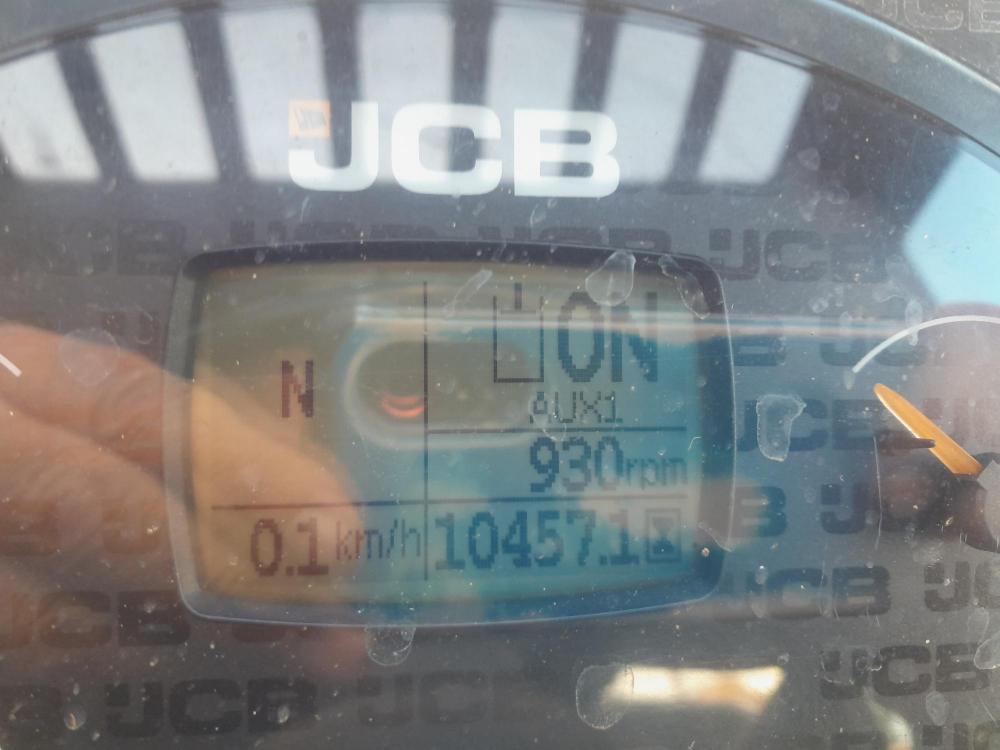 JCB
N
ON
AUX1
930rpm
0.1km/h
10457.1